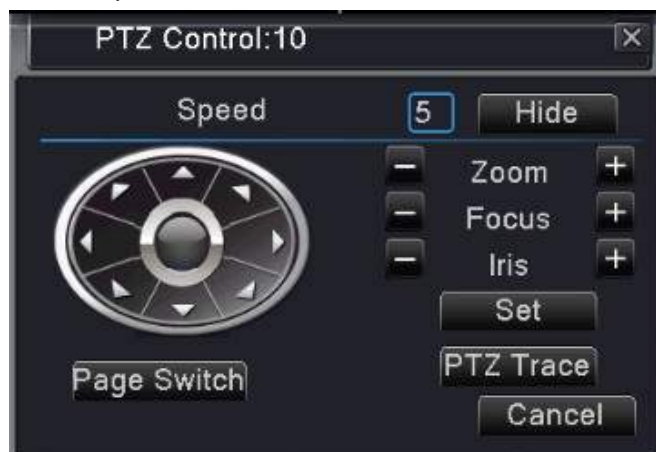 PTZ Control:10
Speed 5 Hide
− Zoom +
− Focus +
− Iris +
Set
Page Switch
PTZ Trace
Cancel